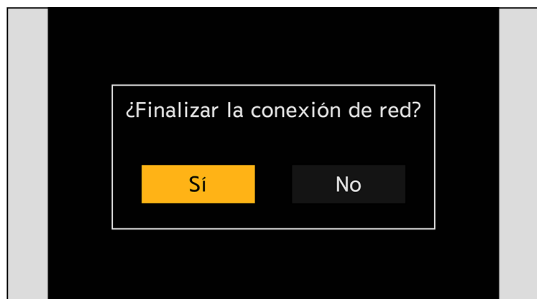 ¿Finalizar la conexión de red?
Sí
No